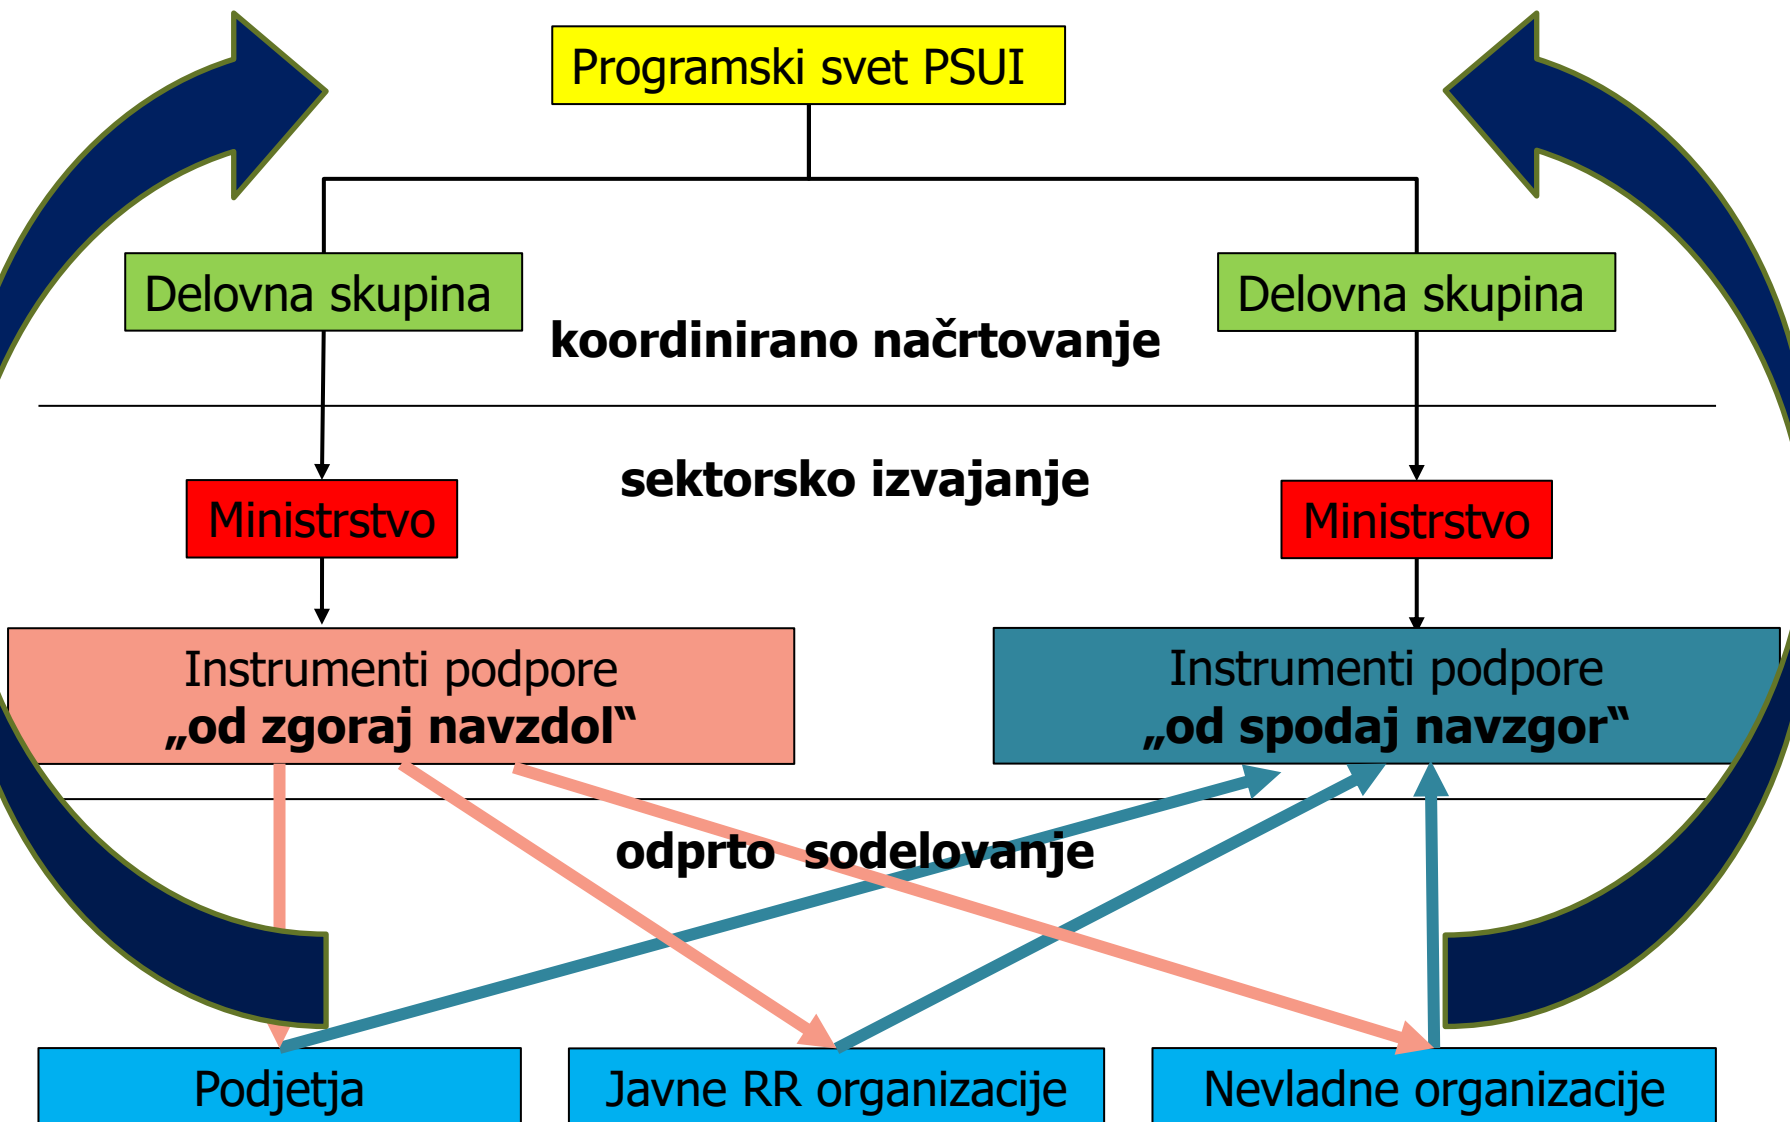 Programski svet PSUI
Delovna skupina
Delovna skupina
koordinirano načrtovanje
sektorsko izvajanje
Ministrstvo
Ministrstvo
Instrumenti podpore
„od zgoraj navzdol“
Instrumenti podpore
„od spodaj navzgor“
odprto sodelovanje
Podjetja
Javne RR organizacije
Nevladne organizacije